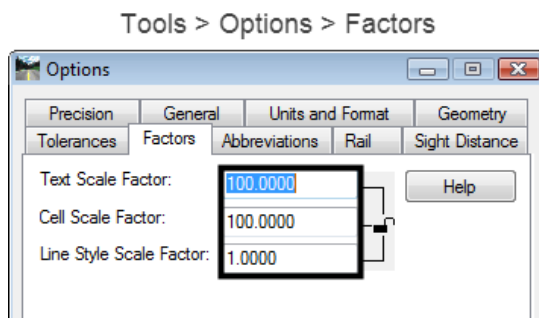 Tools > Options > Factors
Options
Precision General Units and Format Geometry
Tolerances Factors Abbreviations Rail Sight Distance
Text Scale Factor: 100.0000 Help
Cell Scale Factor: 100.0000
Line Style Scale Factor: 1.0000